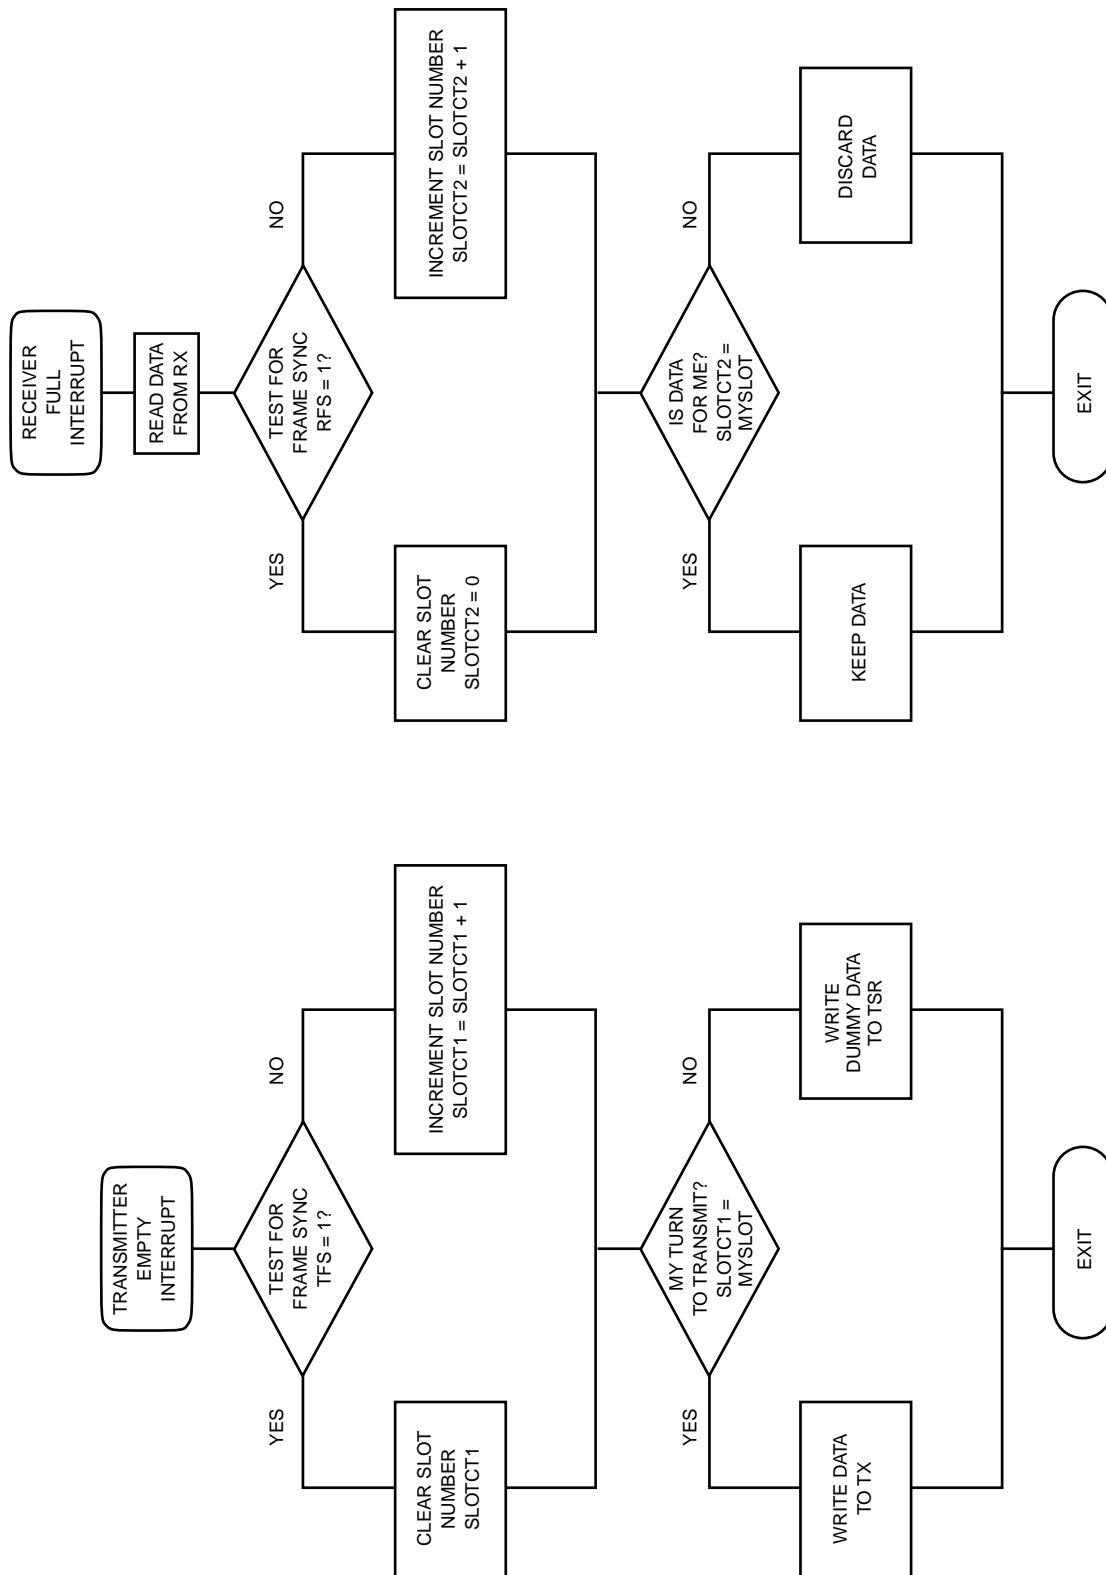 TRANSMITTER
EMPTY
INTERRUPT
TEST FOR
FRAME SYNC
TFS = 1?
YES
NO
CLEAR SLOT
NUMBER
SLOTCT1
INCREMENT SLOT NUMBER
SLOTCT1 = SLOTCT1 + 1
MY TURN
TO TRANSMIT?
SLOTCT1 =
MYSLOT
YES
NO
WRITE DATA
TO TX
WRITE
DUMMY DATA
TO TSR
EXIT
RECEIVER
FULL
INTERRUPT
READ DATA
FROM RX
TEST FOR
FRAME SYNC
RFS = 1?
YES
NO
CLEAR SLOT
NUMBER
SLOTCT2 = 0
INCREMENT SLOT NUMBER
SLOTCT2 = SLOTCT2 + 1
IS DATA
FOR ME?
SLOTCT2 =
MYSLOT
YES
NO
KEEP DATA
DISCARD
DATA
EXIT